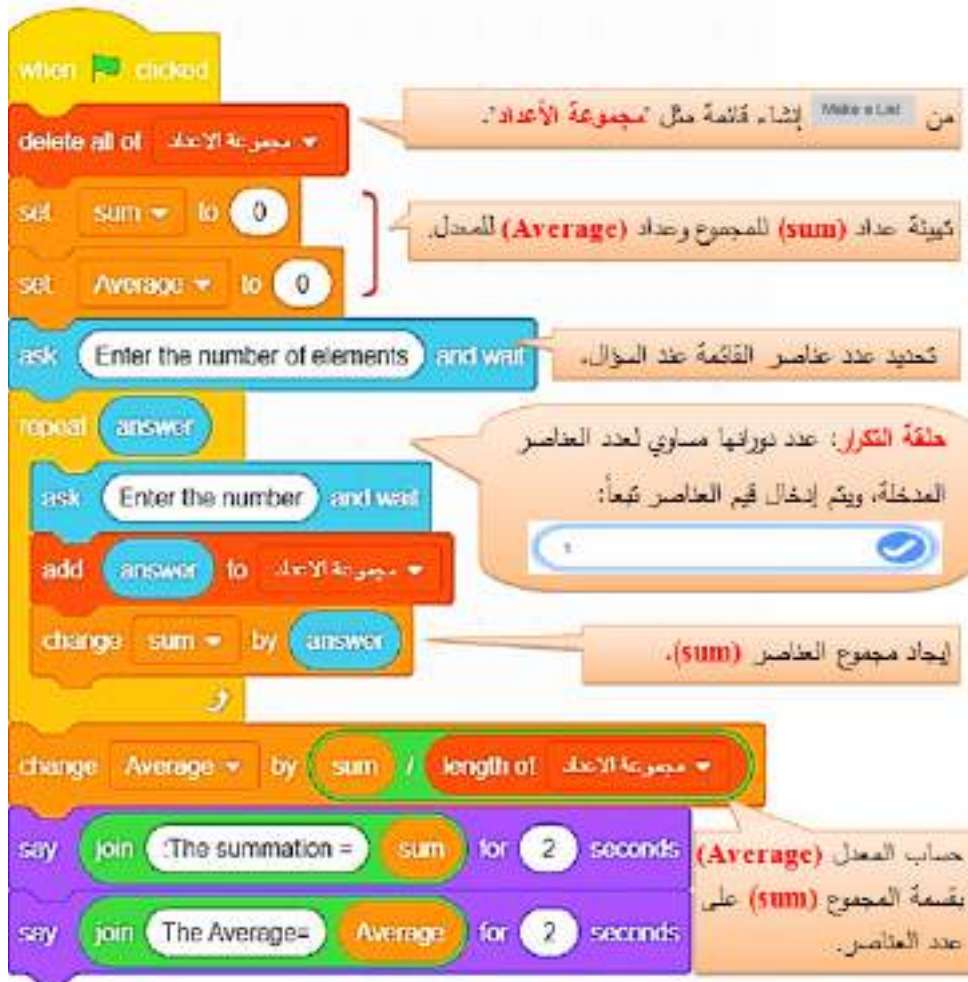 when clicked
delete all of مجموعة الاعداد
من Make a List إنشاء قائمة مثل "مجموعة الأعداد".
set sum to 0
تهيئة عداد (sum) للمجموع وعداد (Average) للمعدل.
set Average to 0
ask Enter the number of elements and wait
تحديد عدد عناصر القائمة عند السؤال.
repeat answer
حلقة التكرار: عدد دورانها مساوي لعدد العناصر
المدخلة، ويتم إدخال قيم العناصر تبعاً:
ask Enter the number and wait
add answer to مجموعة الاعداد
change sum by answer
إيجاد مجموع العناصر (sum).
change Average by sum / length of مجموعة الاعداد
say join :The summation = sum for 2 seconds
say join The Average= Average for 2 seconds
حساب المعدل (Average)
بقسمة المجموع (sum) على
عدد العناصر.